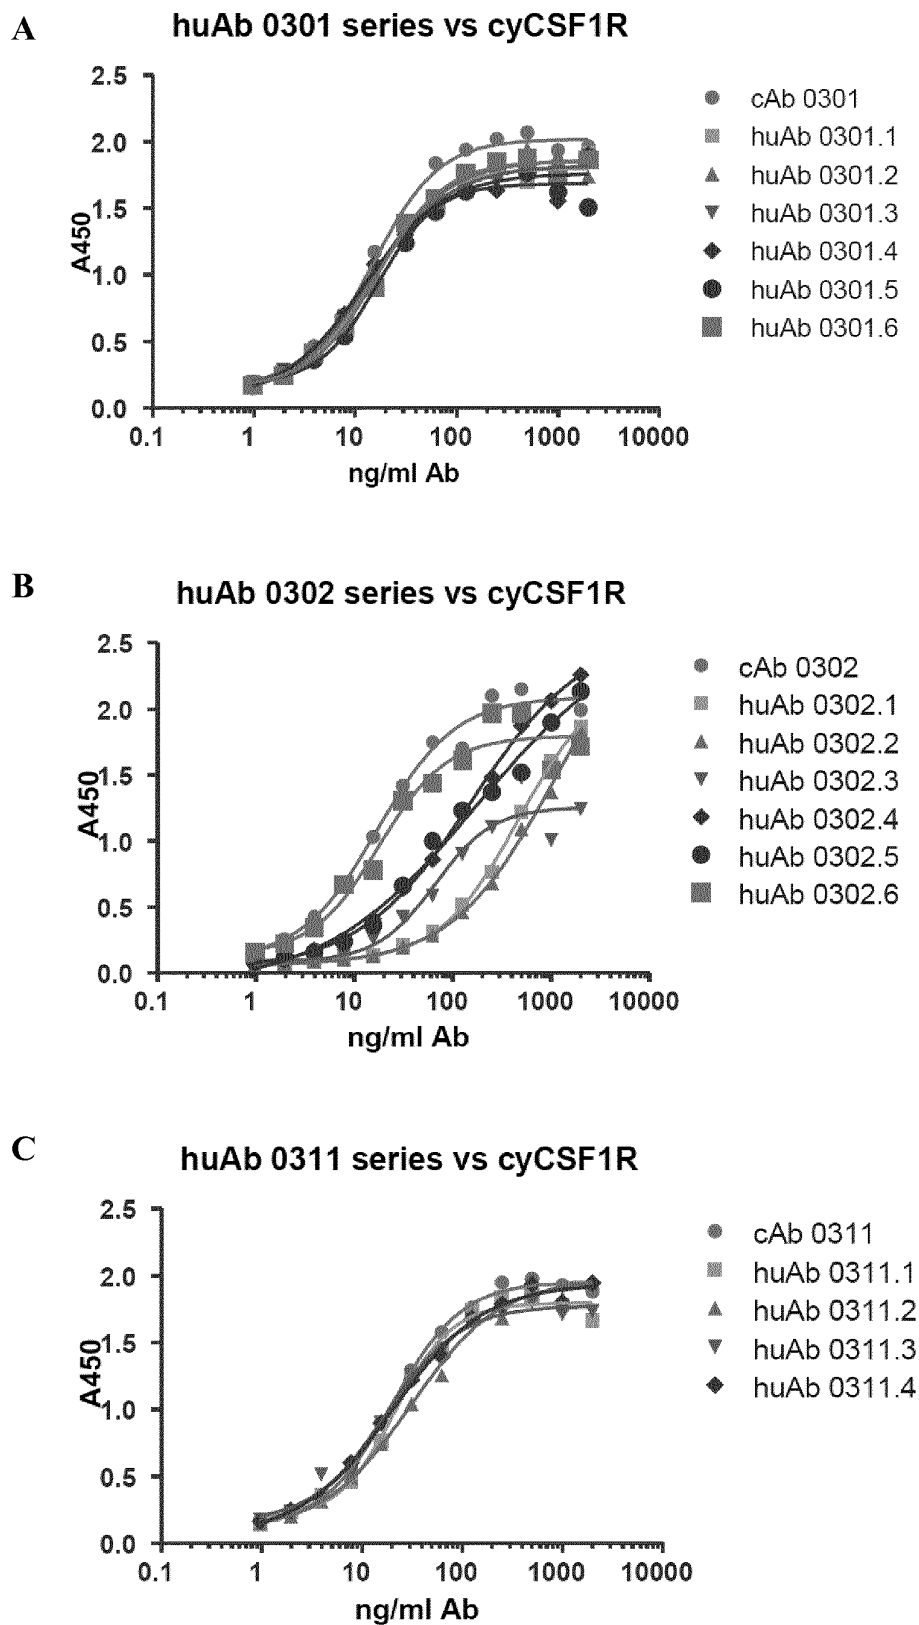 A
huAb 0301 series vs cyCSF1R
2.5
2.0
1.5
1.0
0.5
0.0
A450
0.1 1 10 100 1000 10000
ng/ml Ab
cAb 0301
huAb 0301.1
huAb 0301.2
huAb 0301.3
huAb 0301.4
huAb 0301.5
huAb 0301.6
B
huAb 0302 series vs cyCSF1R
2.5
2.0
1.5
1.0
0.5
0.0
A450
0.1 1 10 100 1000 10000
ng/ml Ab
cAb 0302
huAb 0302.1
huAb 0302.2
huAb 0302.3
huAb 0302.4
huAb 0302.5
huAb 0302.6
C
huAb 0311 series vs cyCSF1R
2.5
2.0
1.5
1.0
0.5
0.0
A450
0.1 1 10 100 1000 10000
ng/ml Ab
cAb 0311
huAb 0311.1
huAb 0311.2
huAb 0311.3
huAb 0311.4